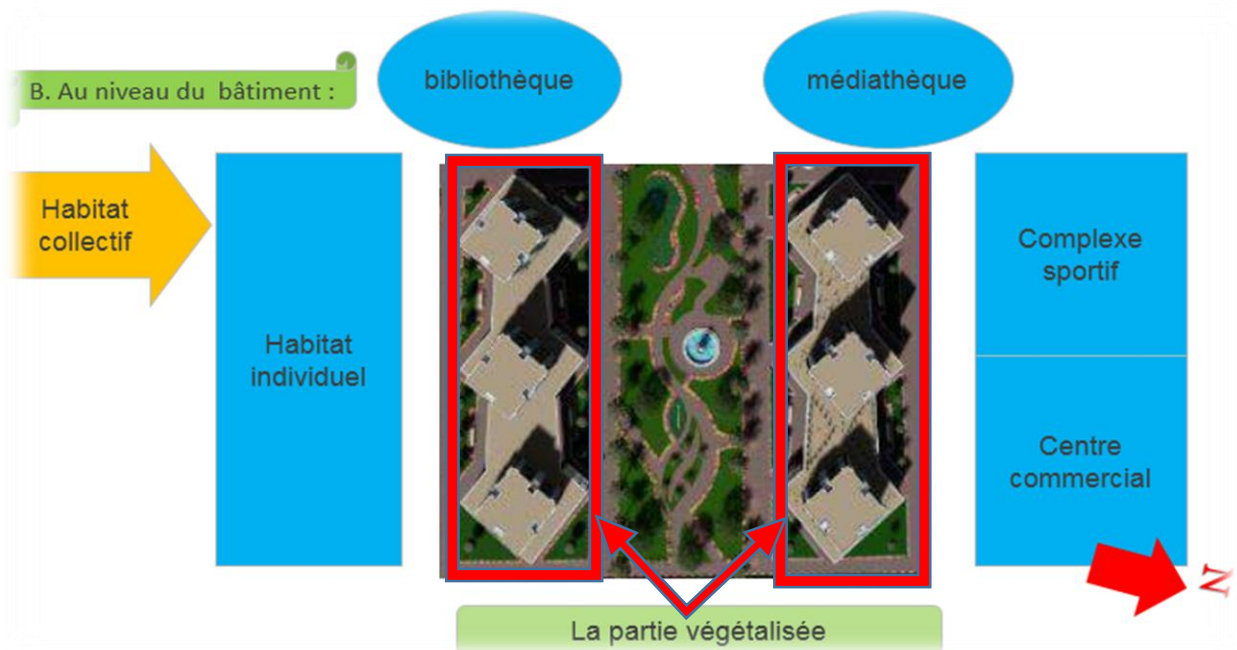 B. Au niveau du bâtiment :
bibliothèque
médiathèque
Habitat
collectif
Habitat
individuel
Complexe
sportif
Centre
commercial
N
La partie végétalisée